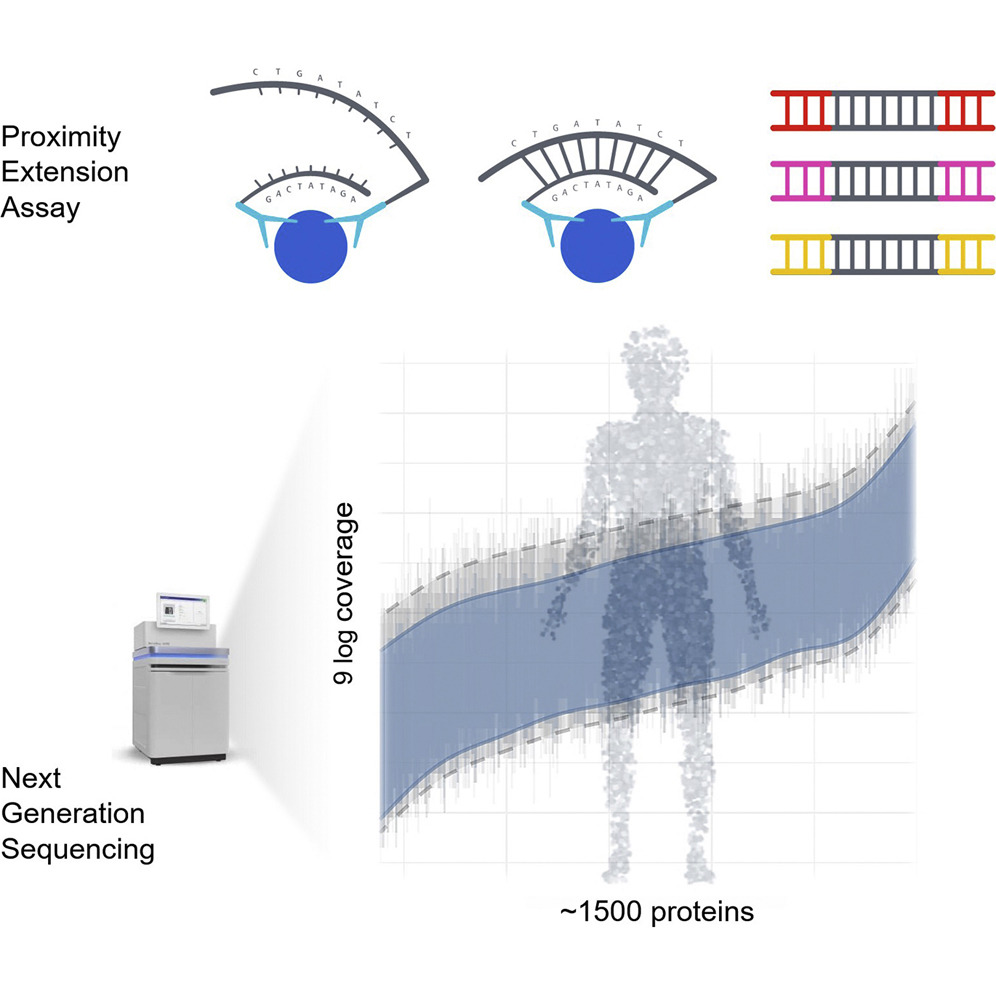 Proximity
Extension
Assay
C T G A T A T C T
G A C T A T A G A
C T G A T A T C T
G A C T A T A G A
9 log coverage
Next
Generation
Sequencing
~1500 proteins